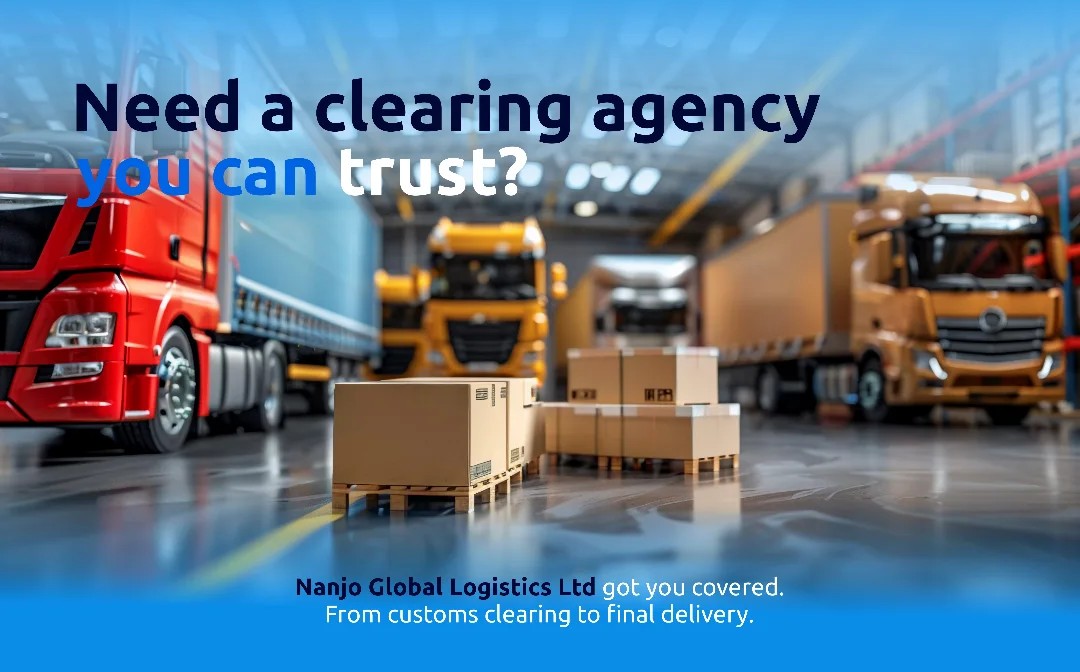 Need a clearing agency
you can trust?
Nanjo Global Logistics Ltd got you covered.
From customs clearing to final delivery.